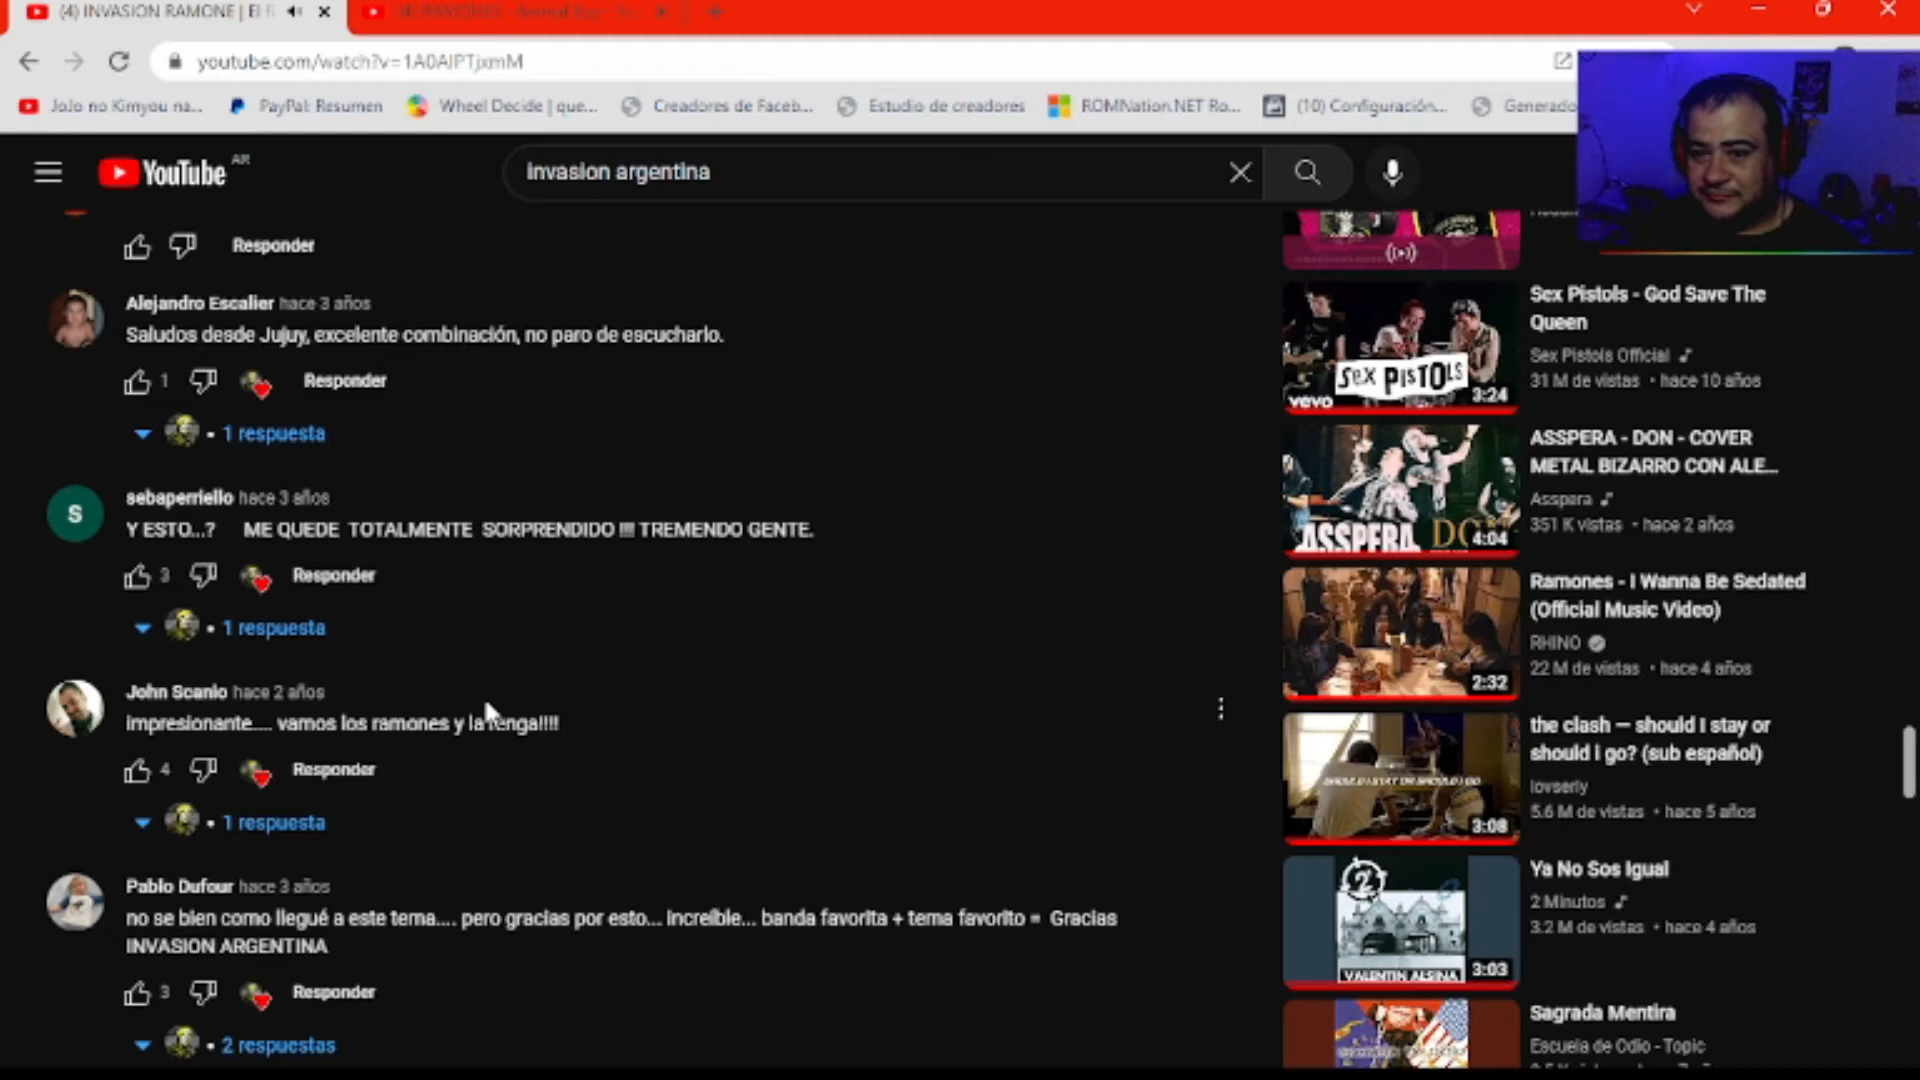 (4) INVASION RAMONE | El f
youtube.com/watch?v=1A0AIPTjxmM
JoJo no Kimyou na...
PayPal: Resumen
Wheel Decide | que...
Creadores de Faceb...
Estudio de creadores
ROMNation.NET Ro...
(10) Configuración...
Generado
YouTube AR
invasion argentina
Responder
Alejandro Escalier hace 3 años
Saludos desde Jujuy, excelente combinación, no paro de escucharlo.
1 Responder
1 respuesta
S
sebaperriello hace 3 años
Y ESTO...? ME QUEDE TOTALMENTE SORPRENDIDO !!! TREMENDO GENTE.
3 Responder
1 respuesta
John Scanio hace 2 años
impresionante.... vamos los ramones y la renga!!!!
4 Responder
1 respuesta
Pablo Dufour hace 3 años
no se bien como llegué a este tema.... pero gracias por esto... increíble... banda favorita + tema favorito = Gracias
INVASION ARGENTINA
3 Responder
2 respuestas
Sex Pistols - God Save The
Queen
Sex Pistols Official
31 M de vistas • hace 10 años
SEX PISTOLS
vevo
3:24
ASSPERA - DON - COVER
METAL BIZARRO CON ALE...
Asspera
351 K vistas • hace 2 años
ASSPERA DON
4:04
Ramones - I Wanna Be Sedated
(Official Music Video)
RHINO
22 M de vistas • hace 4 años
2:32
the clash — should I stay or
should i go? (sub español)
lovserly
5.6 M de vistas • hace 5 años
SHOULD I STAY OR SHOULD I GO
3:08
Ya No Sos Igual
2 Minutos
3.2 M de vistas • hace 4 años
2
VALENTIN ALSINA
3:03
Sagrada Mentira
Escuela de Odio - Topic